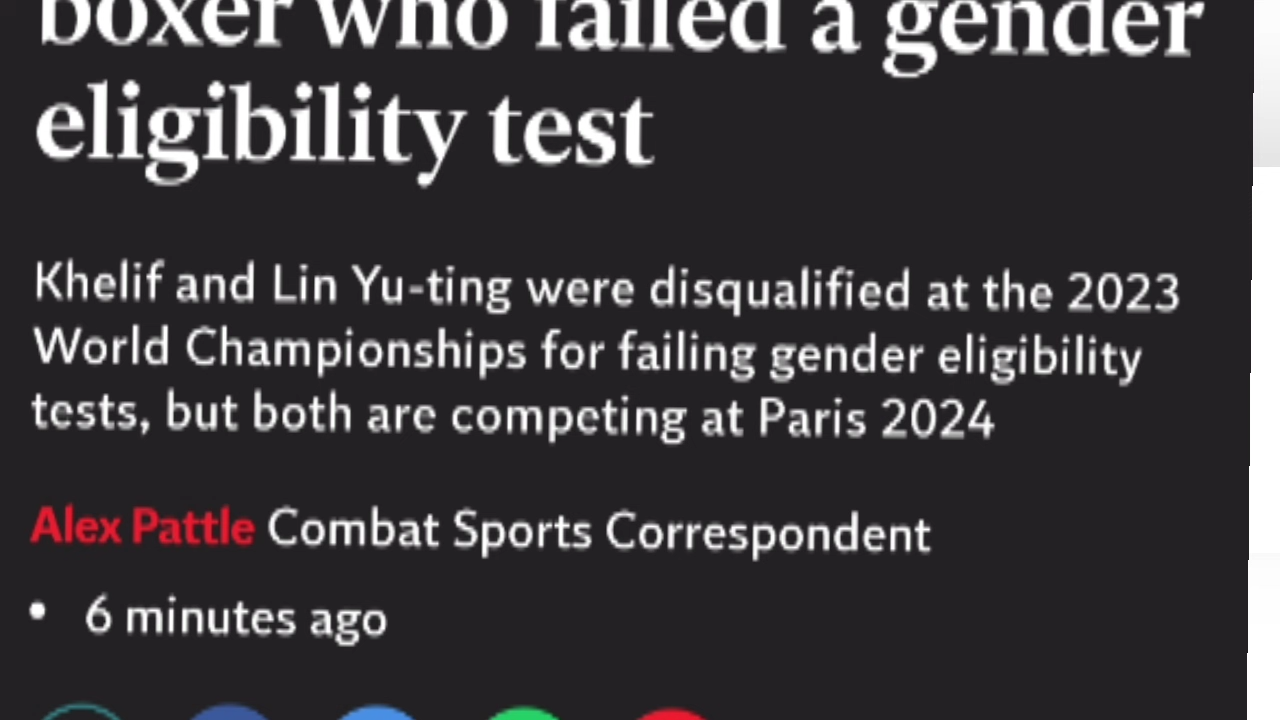 boxer who failed a gender
eligibility test
Khelif and Lin Yu-ting were disqualified at the 2023
World Championships for failing gender eligibility
tests, but both are competing at Paris 2024
Alex Pattle Combat Sports Correspondent
• 6 minutes ago